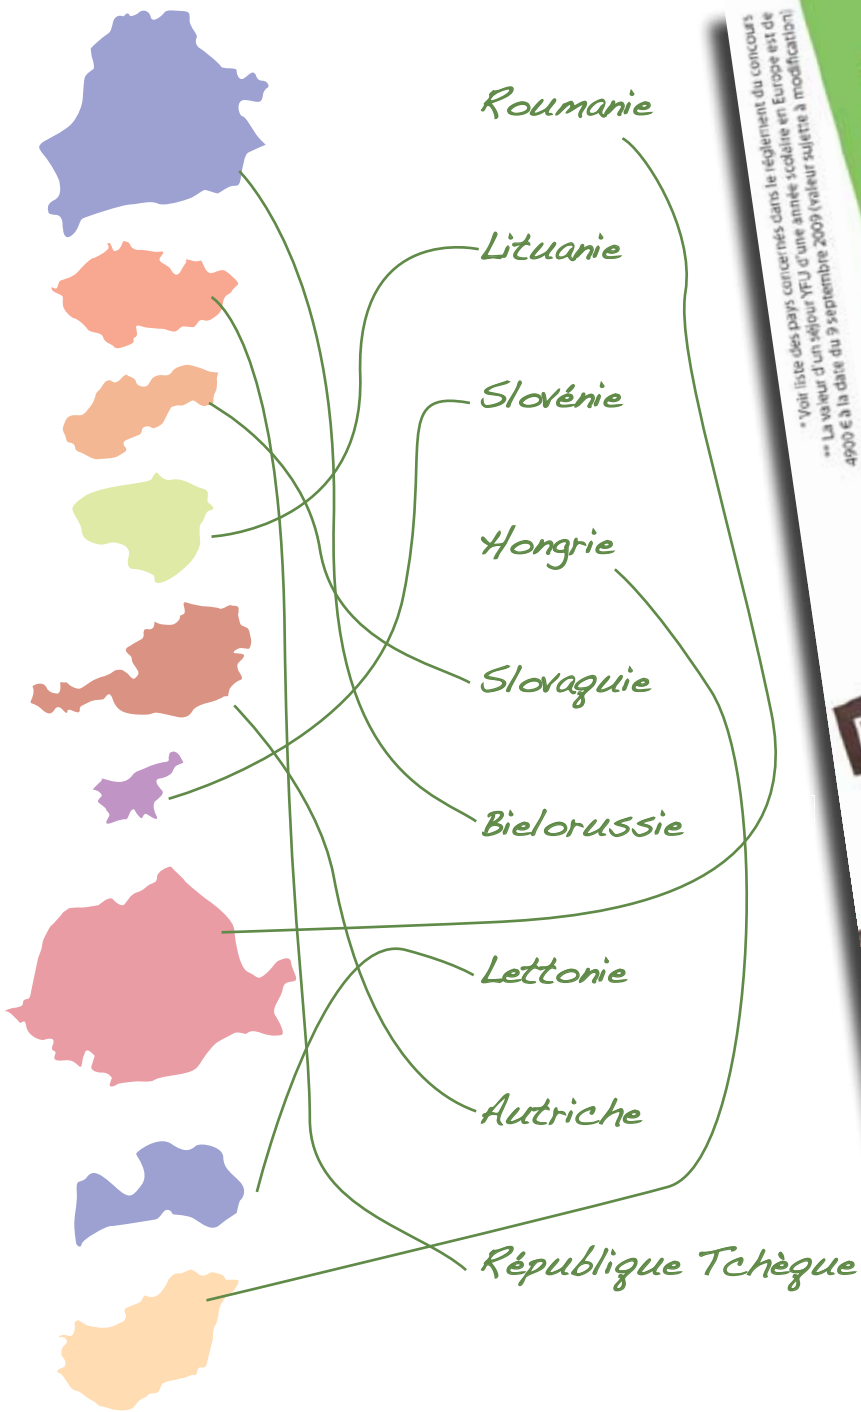 Roumanie
Lituanie
Slovénie
Hongrie
Slovaquie
Bielorussie
Lettonie
Autriche
République Tchèque
* Voir liste des pays concernés dans le réglement du concours
** La valeur d'un séjour YFU d'une année scolaire en Europe est de
4900 € à la date du 9 septembre 2009 (valeur sujette à modification)